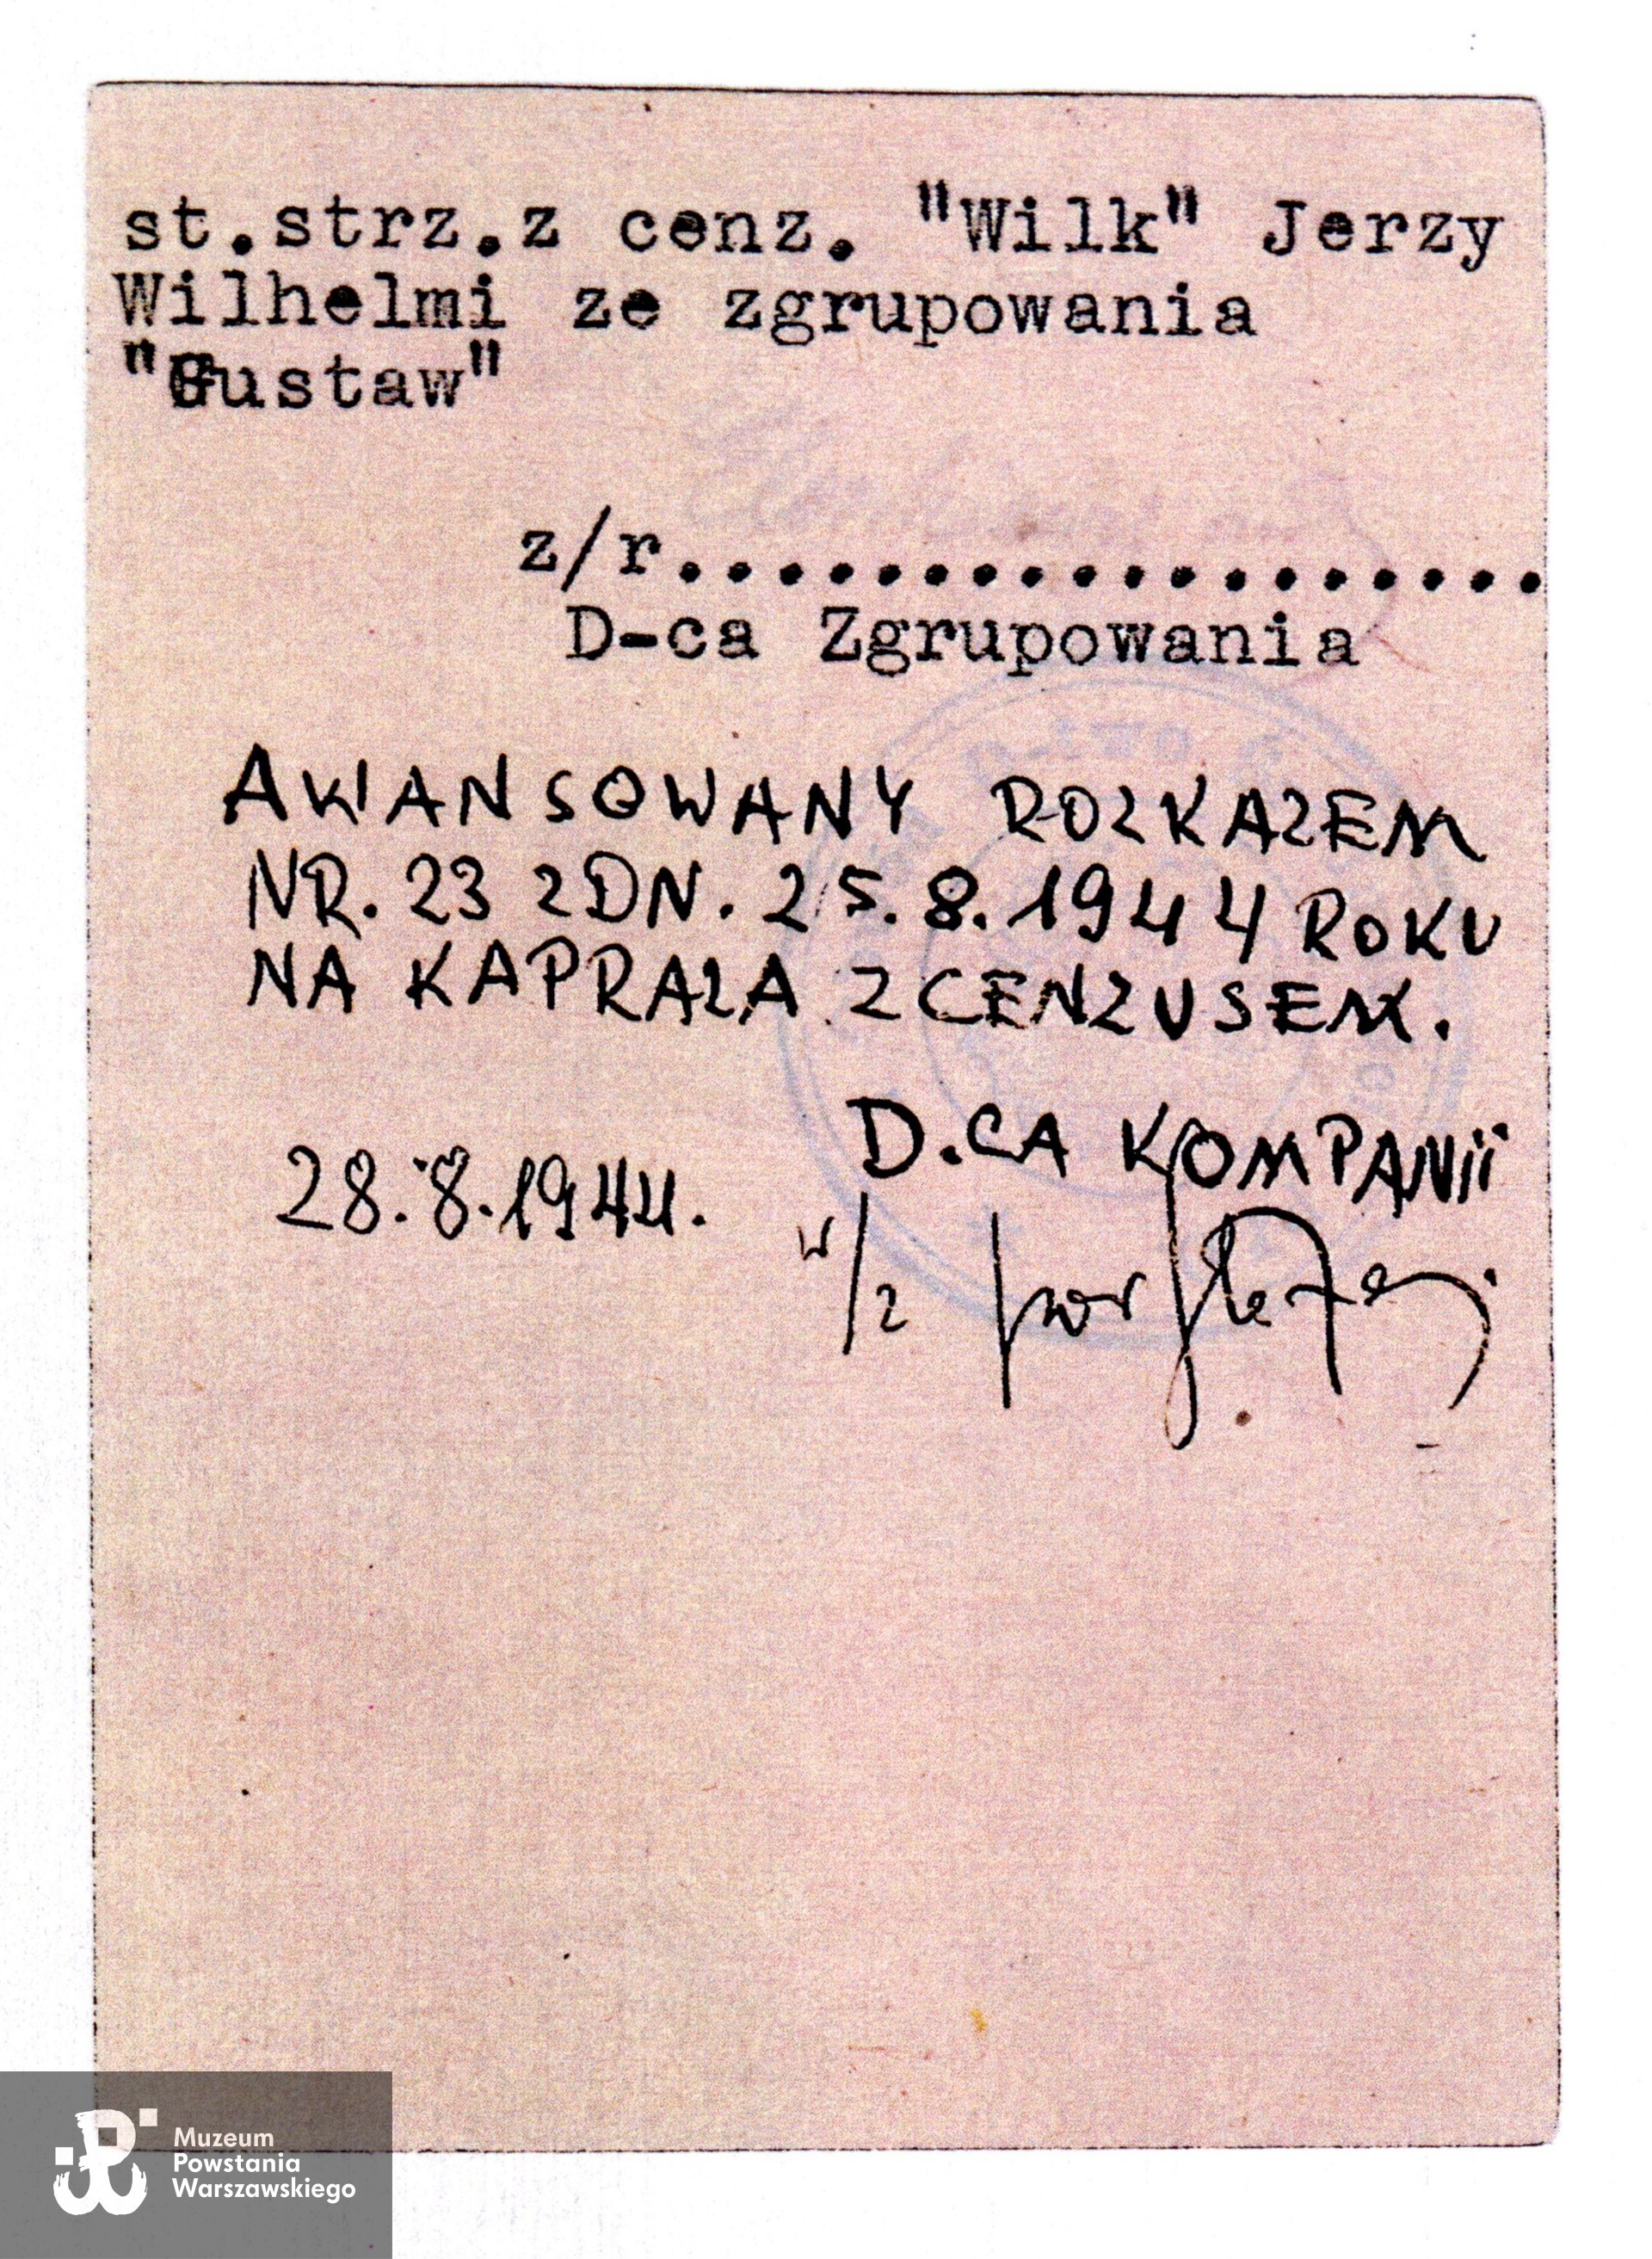 st.strz.z cenz. "Wilk" Jerzy
Wilhelmi ze zgrupowania
"Gustaw"
z/r..................
D-ca Zgrupowania
AWANSOWANY ROZKAZEM
NR. 23 Z DN. 25.8.1944 ROKU
NA KAPRALA Z CENZUSEM.
D.CA KOMPANII
28.8.1944.
w/z
Muzeum
Powstania
Warszawskiego